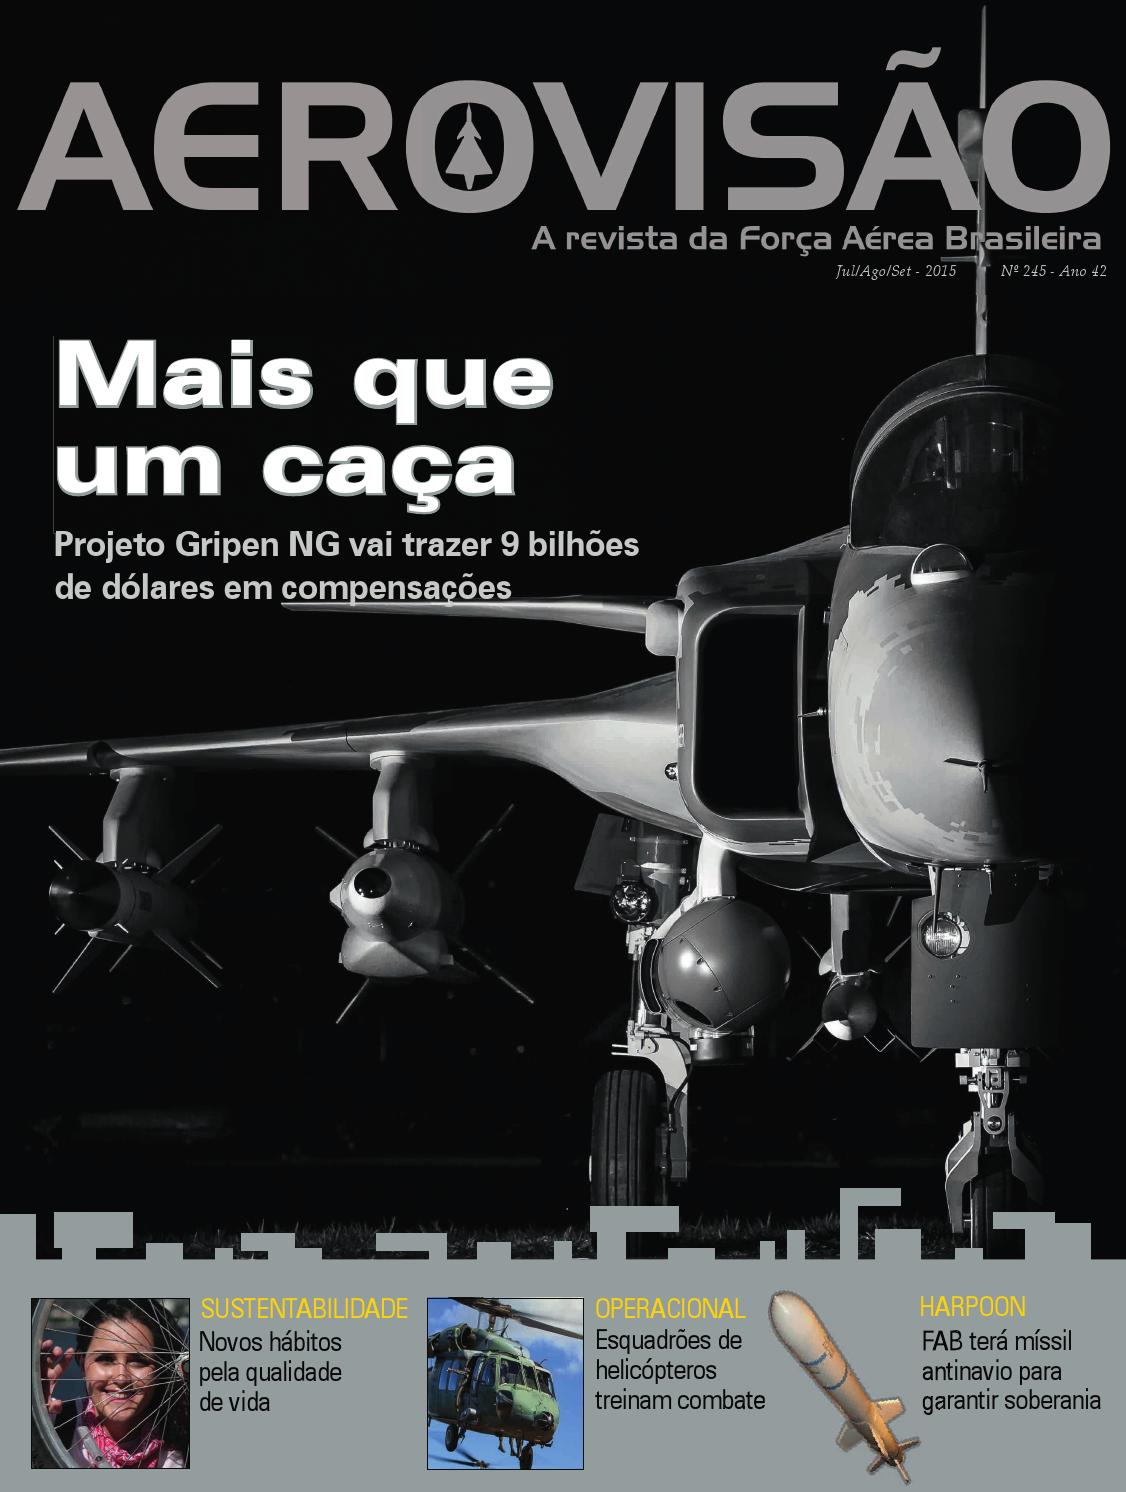 AEROVISÃO
A revista da Força Aérea Brasileira
Jul/Ago/Set - 2015 Nº 245 - Ano 42
Mais que
um caça
Projeto Gripen NG vai trazer 9 bilhões
de dólares em compensações
SUSTENTABILIDADE
Novos hábitos
pela qualidade
de vida
OPERACIONAL
Esquadrões de
helicópteros
treinam combate
HARPOON
FAB terá míssil
antinavio para
garantir soberania